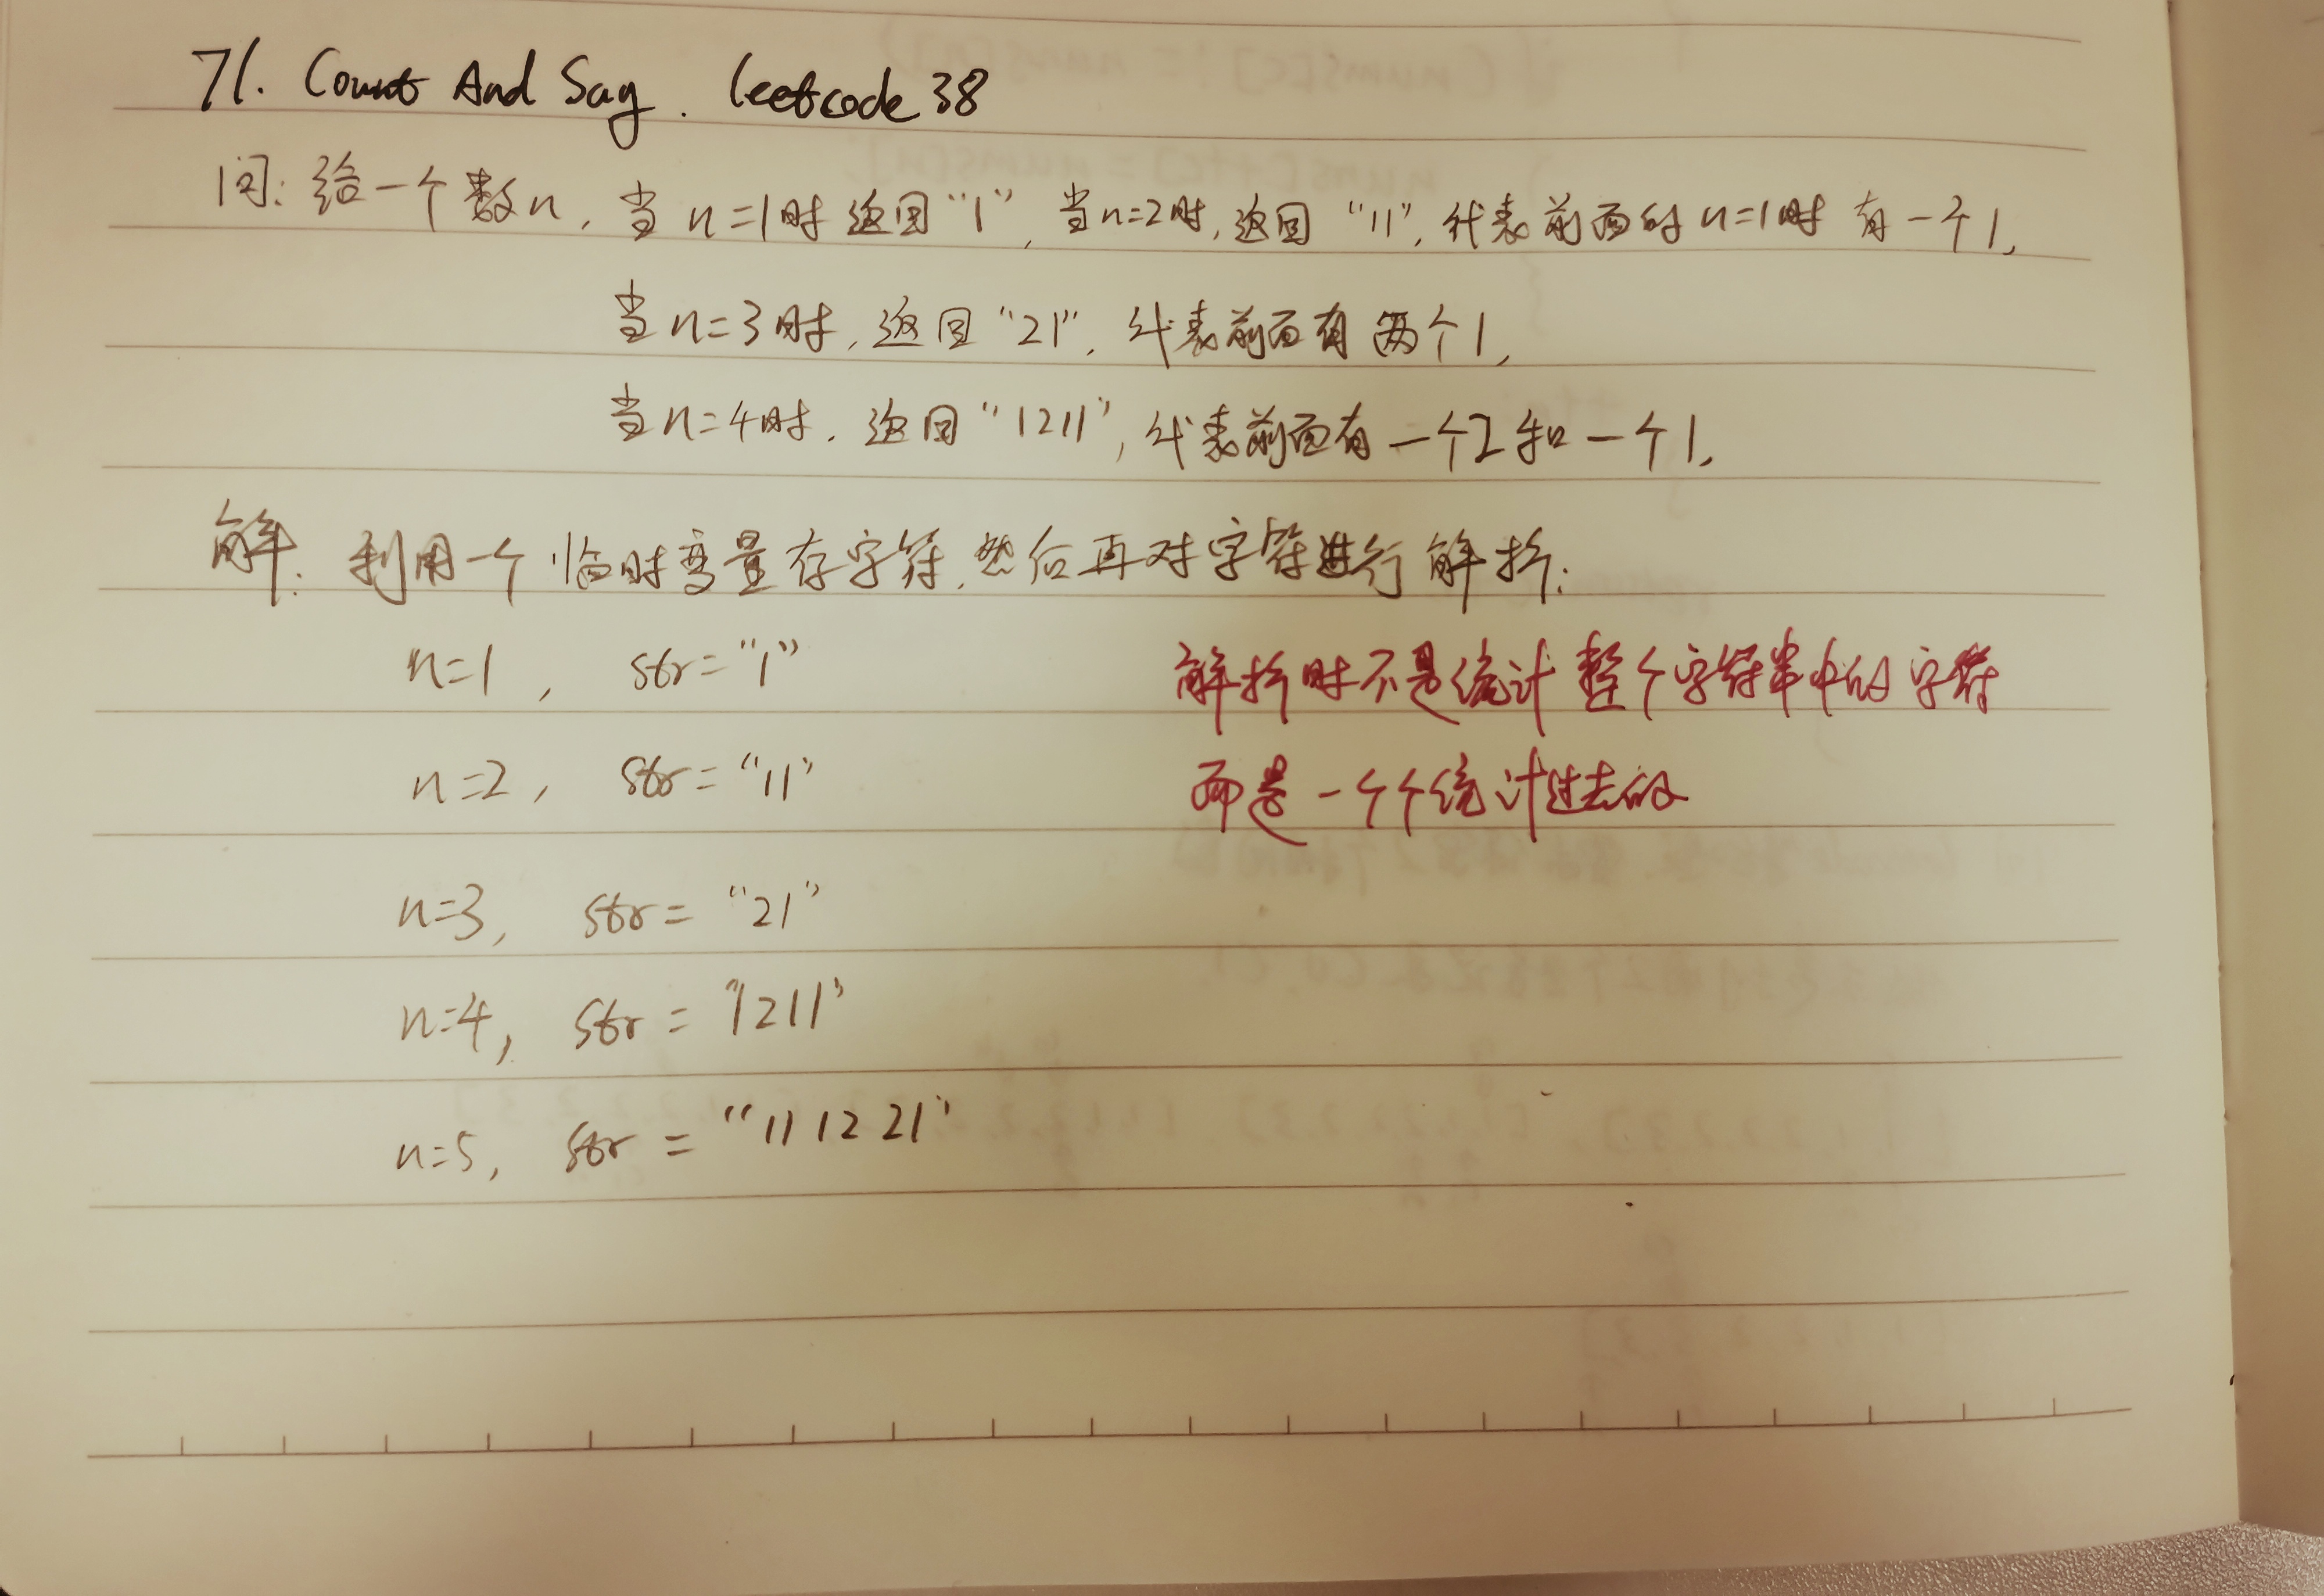 71. Count And Say. leetcode 38
问: 给一个数n, 当n=1时返回"1", 当n=2时, 返回"11", 代表前面的n=1时有一个1,
当n=3时, 返回"21", 代表前面有两个1,
当n=4时, 返回"1211", 代表前面有一个2和一个1,
解: 利用一个临时变量存字符, 然后再对字符进行解析:
n=1, str="1"
解析时不是统计整个字符串中的字符
n=2, str="11"
而是一个个统计过去的
n=3, str="21"
n=4, str="1211"
n=5, str="111221"